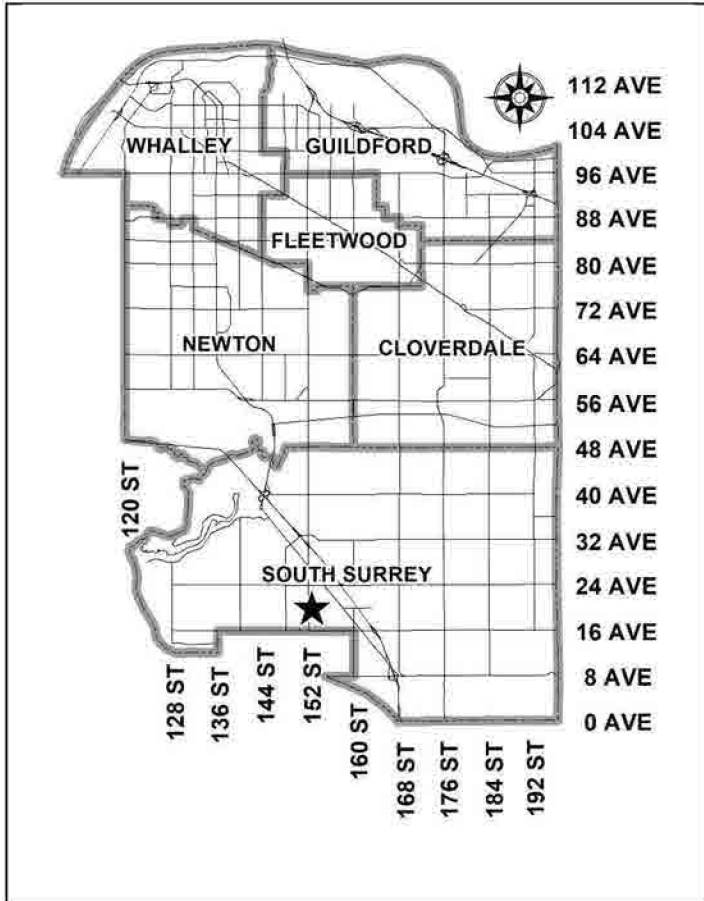 112 AVE
104 AVE
WHALLEY
GUILDFORD
96 AVE
88 AVE
FLEETWOOD
80 AVE
72 AVE
NEWTON
CLOVERDALE
64 AVE
56 AVE
48 AVE
120 ST
40 AVE
32 AVE
SOUTH SURREY
24 AVE
16 AVE
8 AVE
0 AVE
128 ST
136 ST
144 ST
152 ST
160 ST
168 ST
176 ST
184 ST
192 ST